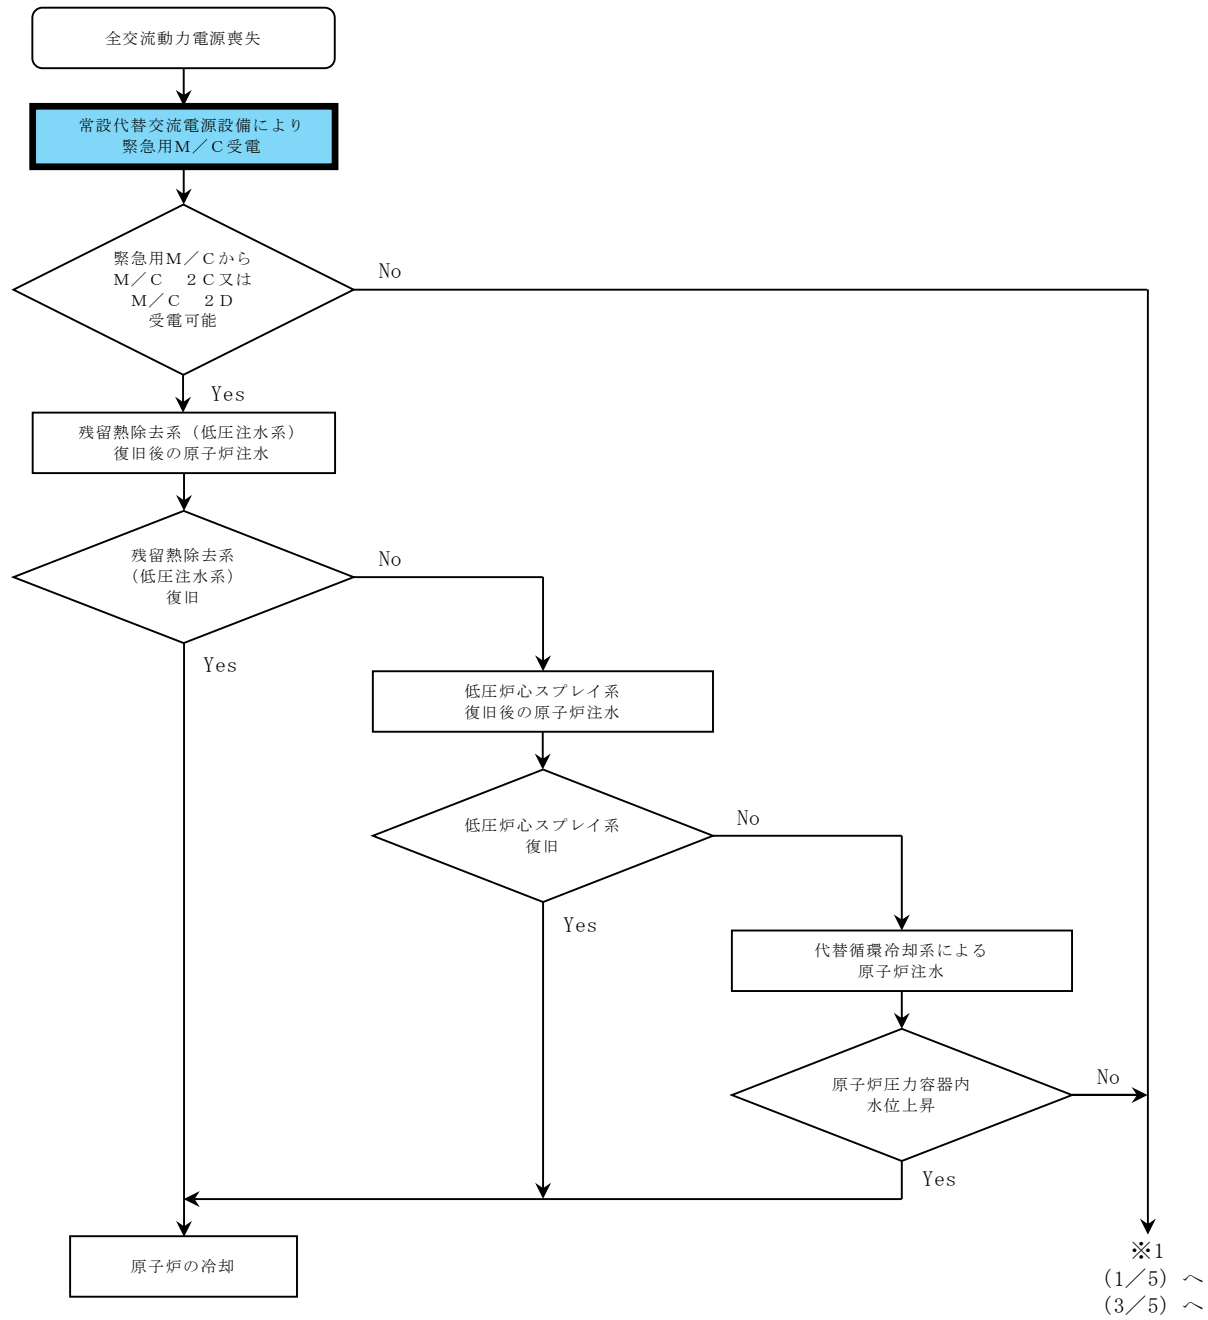 全交流動力電源喪失
常設代替交流電源設備により
緊急用M／C受電
緊急用M／Cから
M／C　２C又は
M／C　２D
受電可能
No
Yes
残留熱除去系（低圧注水系）
復旧後の原子炉注水
残留熱除去系
（低圧注水系）
復旧
No
Yes
低圧炉心スプレイ系
復旧後の原子炉注水
低圧炉心スプレイ系
復旧
No
Yes
代替循環冷却系による
原子炉注水
原子炉圧力容器内
水位上昇
No
Yes
原子炉の冷却
※1
(1／5) へ
(3／5) へ